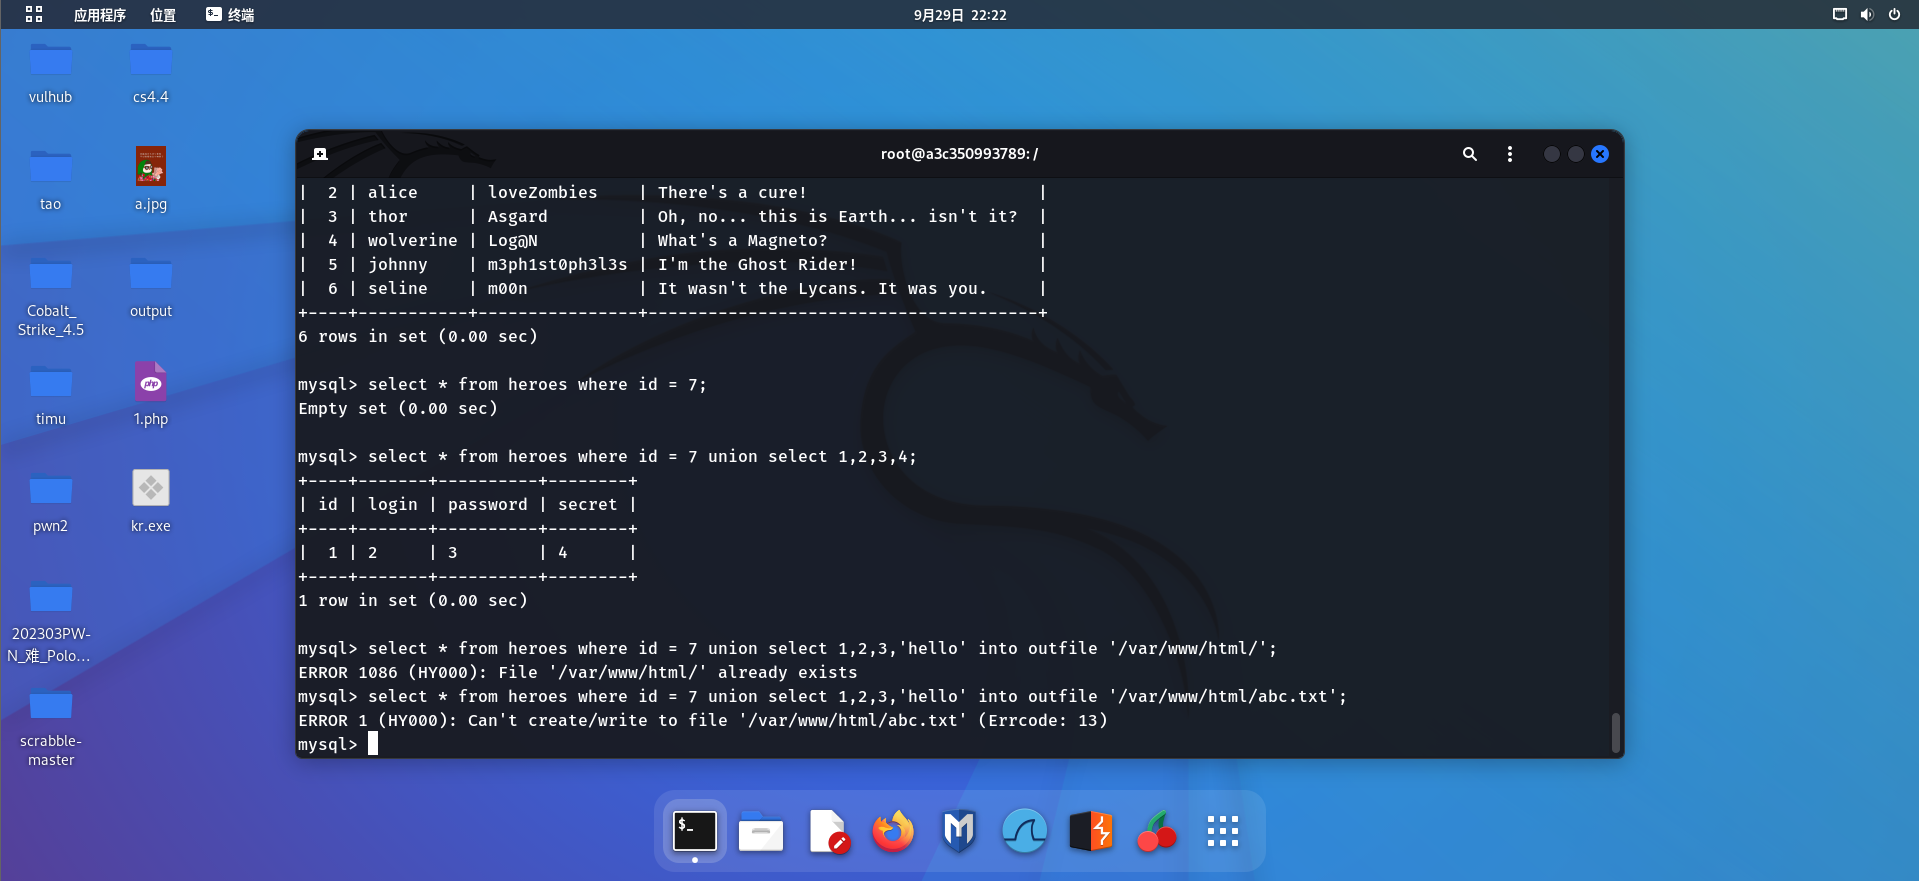 应用程序 位置 终端 9月29日 22:22
vulhub
cs4.4
tao
a.jpg
Cobalt_
Strike_4.5
output
timu
1.php
pwn2
kr.exe
202303PW-
N_难_Polo...
scrabble-
master
root@a3c350993789: /
|  2 | alice     | loveZombies    | There's a cure!                       |
|  3 | thor      | Asgard         | Oh, no... this is Earth... isn't it?  |
|  4 | wolverine | Log@N          | What's a Magneto?                     |
|  5 | johnny    | m3ph1st0ph3l3s | I'm the Ghost Rider!                  |
|  6 | seline    | m00n           | It wasn't the Lycans. It was you.     |
+----+-----------+----------------+---------------------------------------+
6 rows in set (0.00 sec)
mysql> select * from heroes where id = 7;
Empty set (0.00 sec)
mysql> select * from heroes where id = 7 union select 1,2,3,4;
+----+-------+----------+--------+
| id | login | password | secret |
+----+-------+----------+--------+
|  1 | 2     | 3        | 4      |
+----+-------+----------+--------+
1 row in set (0.00 sec)
mysql> select * from heroes where id = 7 union select 1,2,3,'hello' into outfile '/var/www/html/';
ERROR 1086 (HY000): File '/var/www/html/' already exists
mysql> select * from heroes where id = 7 union select 1,2,3,'hello' into outfile '/var/www/html/abc.txt';
ERROR 1 (HY000): Can't create/write to file '/var/www/html/abc.txt' (Errcode: 13)
mysql>